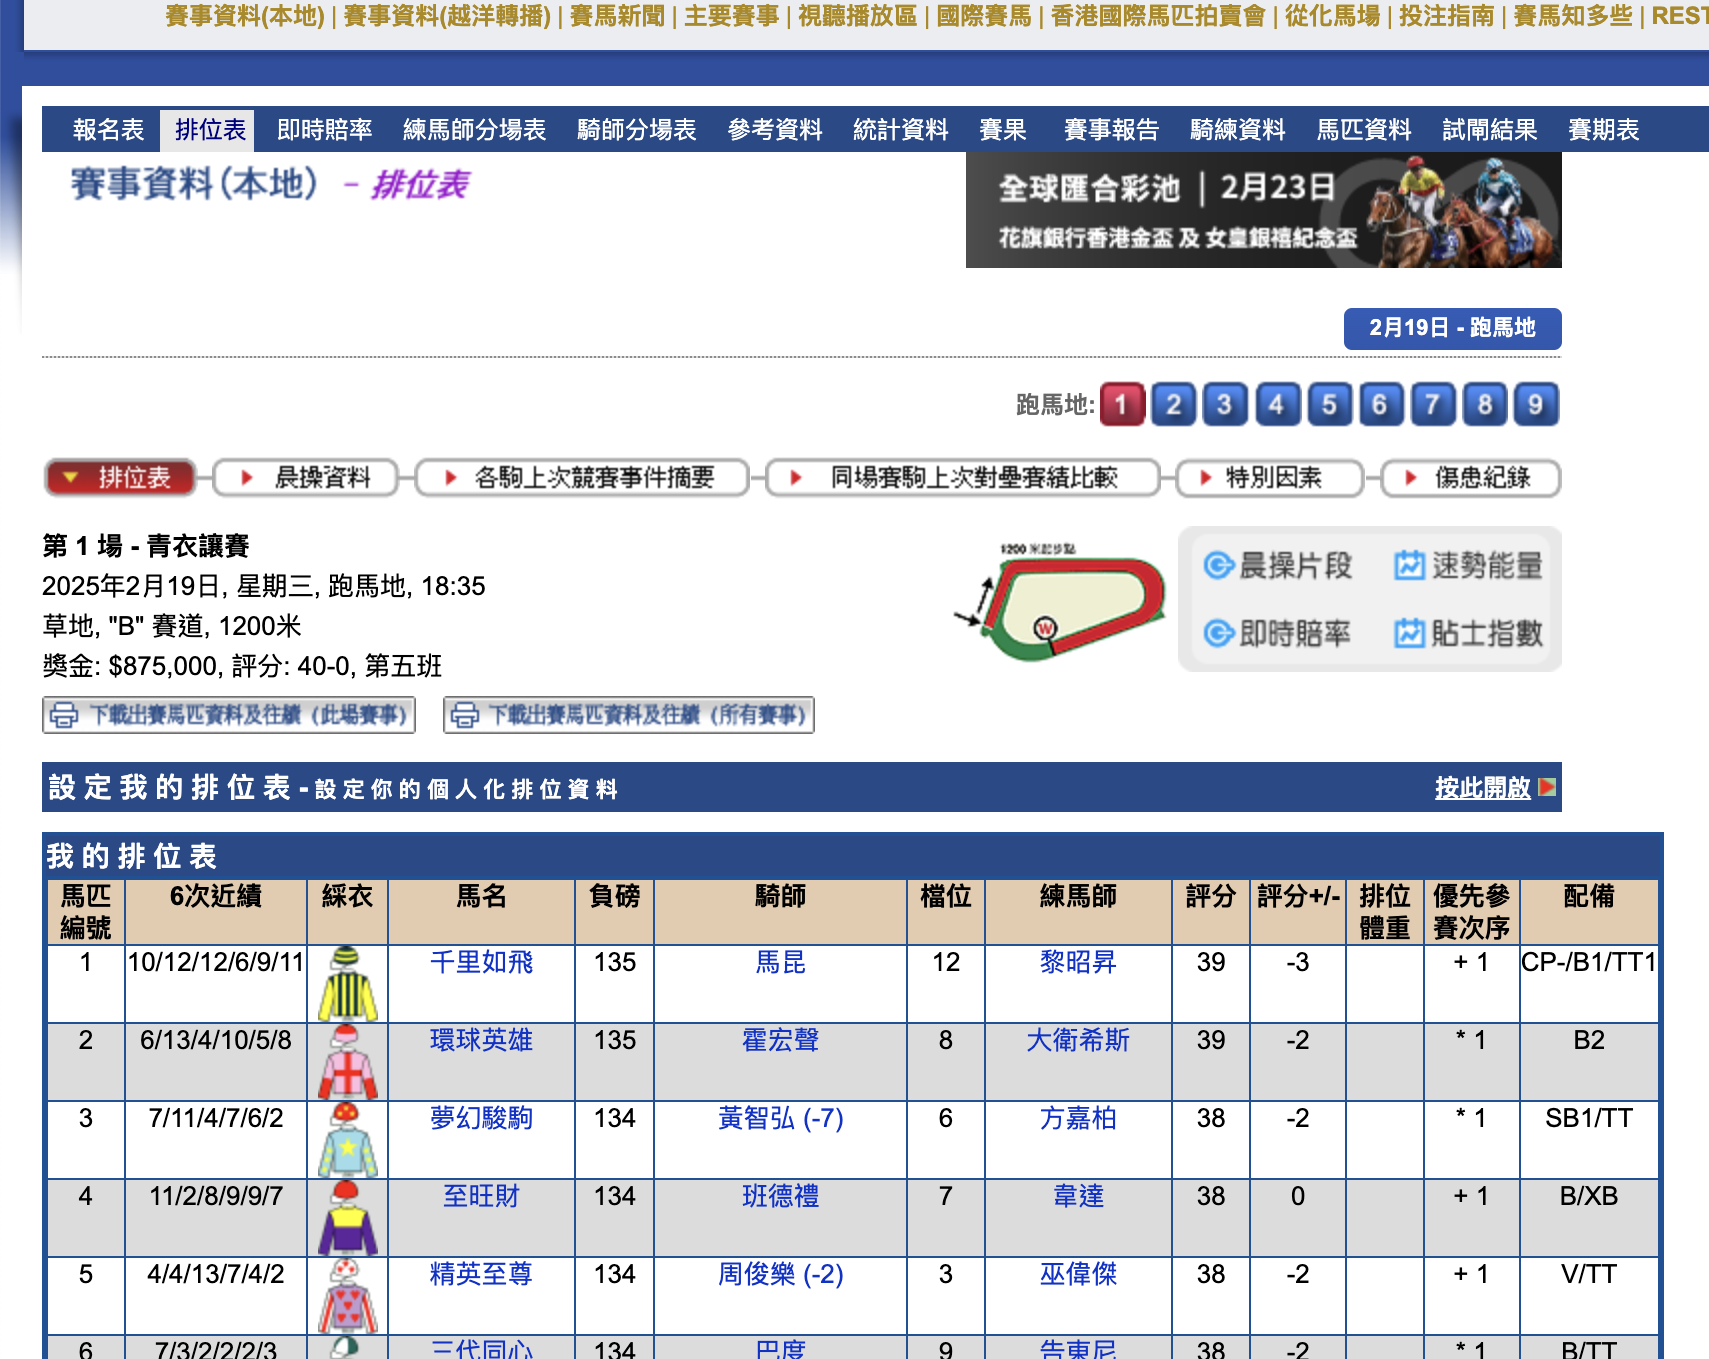 賽事資料(本地) | 賽事資料(越洋轉播) | 賽馬新聞 | 主要賽事 | 視聽播放區 | 國際賽馬 | 香港國際馬匹拍賣會 | 從化馬場 | 投注指南 | 賽馬知多些 | REST
報名表 排位表 即時賠率 練馬師分場表 騎師分場表 參考資料 統計資料 賽果 賽事報告 騎練資料 馬匹資料 試閘結果 賽期表
賽事資料(本地) - 排位表
全球匯合彩池 | 2月23日
花旗銀行香港金盃 及 女皇銀禧紀念盃
2月19日 - 跑馬地
跑馬地: 1 2 3 4 5 6 7 8 9
排位表 晨操資料 各駒上次競賽事件摘要 同場賽駒上次對壘賽績比較 特別因素 傷患紀錄
第 1 場 - 青衣讓賽
2025年2月19日, 星期三, 跑馬地, 18:35
草地, "B" 賽道, 1200米
獎金: $875,000, 評分: 40-0, 第五班
1200 米起步點
W
晨操片段 速勢能量
即時賠率 貼士指數
下載出賽馬匹資料及往績 (此場賽事) 下載出賽馬匹資料及往績 (所有賽事)
設定我的排位表-設定你的個人化排位資料 按此開啟
我的排位表
馬匹編號 6次近績 綵衣 馬名 負磅 騎師 檔位 練馬師 評分 評分+/- 排位體重 優先參賽次序 配備
1 10/12/12/6/9/11 千里如飛 135 馬昆 12 黎昭昇 39 -3 + 1 CP-/B1/TT1
2 6/13/4/10/5/8 環球英雄 135 霍宏聲 8 大衛希斯 39 -2 * 1 B2
3 7/11/4/7/6/2 夢幻駿駒 134 黃智弘 (-7) 6 方嘉柏 38 -2 * 1 SB1/TT
4 11/2/8/9/9/7 至旺財 134 班德禮 7 韋達 38 0 + 1 B/XB
5 4/4/13/7/4/2 精英至尊 134 周俊樂 (-2) 3 巫偉傑 38 -2 + 1 V/TT
6 7/3/2/2/2/3 三代同心 134 巴度 9 告東尼 38 -2 * 1 B/TT